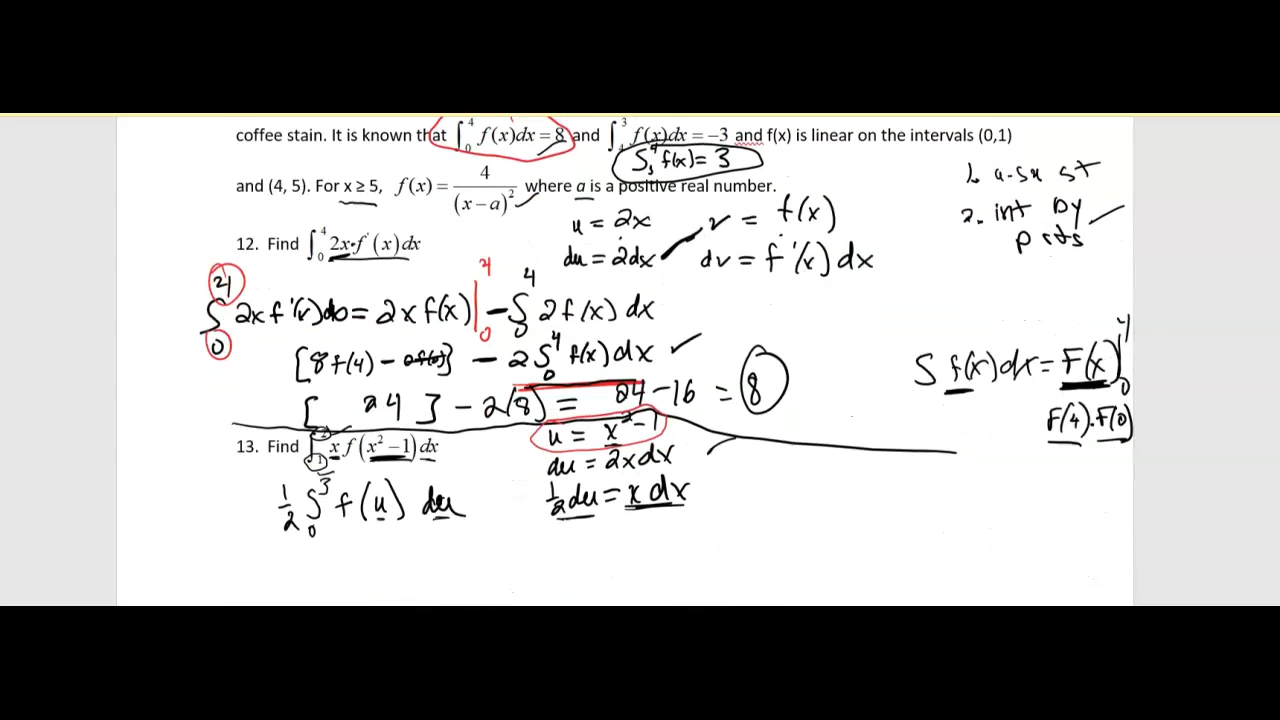 coffee stain. It is known that ∫₀⁴ f(x)dx = 8 and ∫₄³ f(x)dx = −3 and f(x) is linear on the intervals (0,1)
∫₃⁴ f(x) = 3
and (4, 5). For x ≥ 5, f(x) = 4/(x−a)² where a is a positive real number.
1. u-su st
2. int by prts
12. Find ∫₀⁴ 2x·f'(x)dx
u = 2x v = f(x)
du = 2dx dv = f'(x) dx
∫₀⁴ 2x f'(x)dx = 2x f(x)|₀⁴ − ∫₀⁴ 2 f(x) dx
[8f(4) − 0f(0)] − 2∫₀⁴ f(x) dx
[ 24 ] − 2(8) = 24 − 16 = 8
∫ f(x)dx = F(x)|₀⁴
F(4) · F(0)
13. Find ∫₁² x f(x² − 1)dx
u = x² − 1
du = 2x dx
½ du = x dx
½ ∫₀³ f(u) du